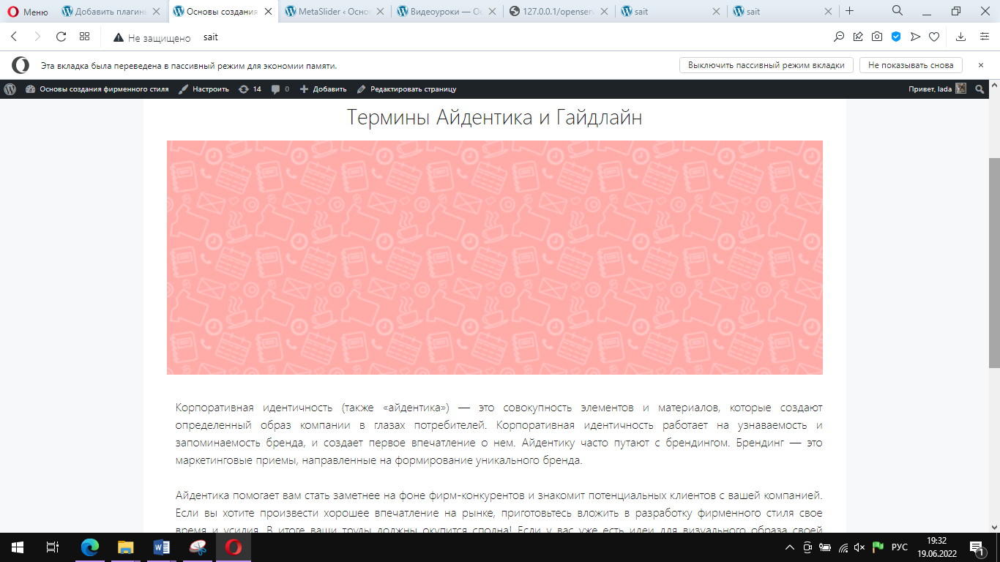 Меню
Добавить плагины
Основы создания
MetaSlider ‹ Основ
Видеоуроки — Ос
127.0.0.1/openserv
sait
sait
Не защищено sait
Эта вкладка была переведена в пассивный режим для экономии памяти.
Выключить пассивный режим вкладки
Не показывать снова
Основы создания фирменного стиля
Настроить
14
0
Добавить
Редактировать страницу
Привет, lada
Термины Айдентика и Гайдлайн
Корпоративная идентичность (также «айдентика») — это совокупность элементов и материалов, которые создают
определенный образ компании в глазах потребителей. Корпоративная идентичность работает на узнаваемость и
запоминаемость бренда, и создает первое впечатление о нем. Айдентику часто путают с брендингом. Брендинг — это
маркетинговые приемы, направленные на формирование уникального бренда.
Айдентика помогает вам стать заметнее на фоне фирм-конкурентов и знакомит потенциальных клиентов с вашей компанией.
Если вы хотите произвести хорошее впечатление на рынке, приготовьтесь вложить в разработку фирменного стиля свое
время и усилия. В итоге ваши труды должны окупится сполна! Если у вас уже есть идеи для визуального образа своей
РУС
19:32
19.06.2022
1